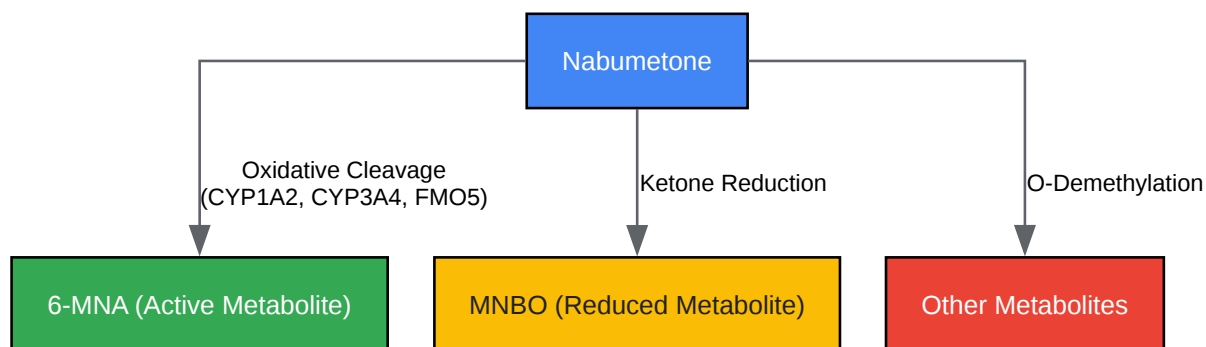 Nabumetone
Oxidative Cleavage
(CYP1A2, CYP3A4, FMO5)
Ketone Reduction
O-Demethylation
6-MNA (Active Metabolite)
MNBO (Reduced Metabolite)
Other Metabolites